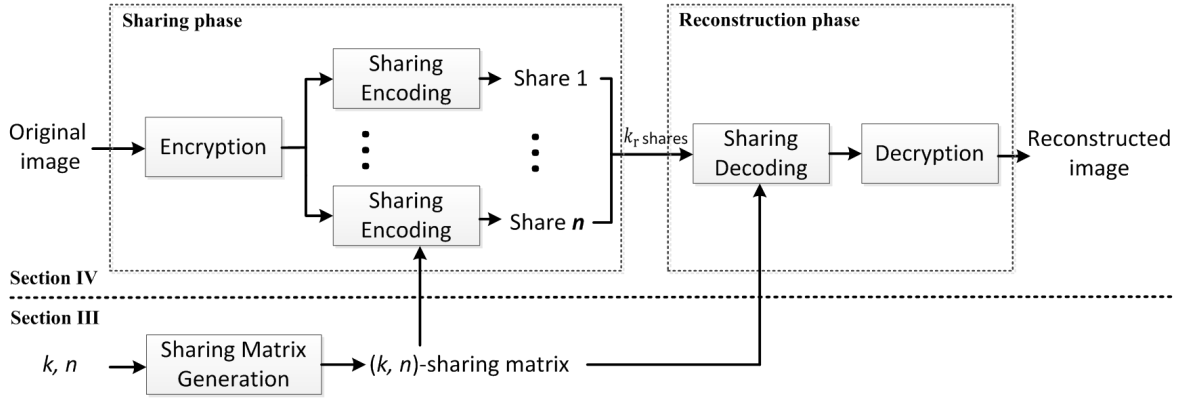 Sharing phase
Reconstruction phase
Original
image
Encryption
Sharing
Encoding
Share 1
Sharing
Encoding
Share n
kr shares
Sharing
Decoding
Decryption
Reconstructed
image
Section IV
Section III
k, n
Sharing Matrix
Generation
(k, n)-sharing matrix